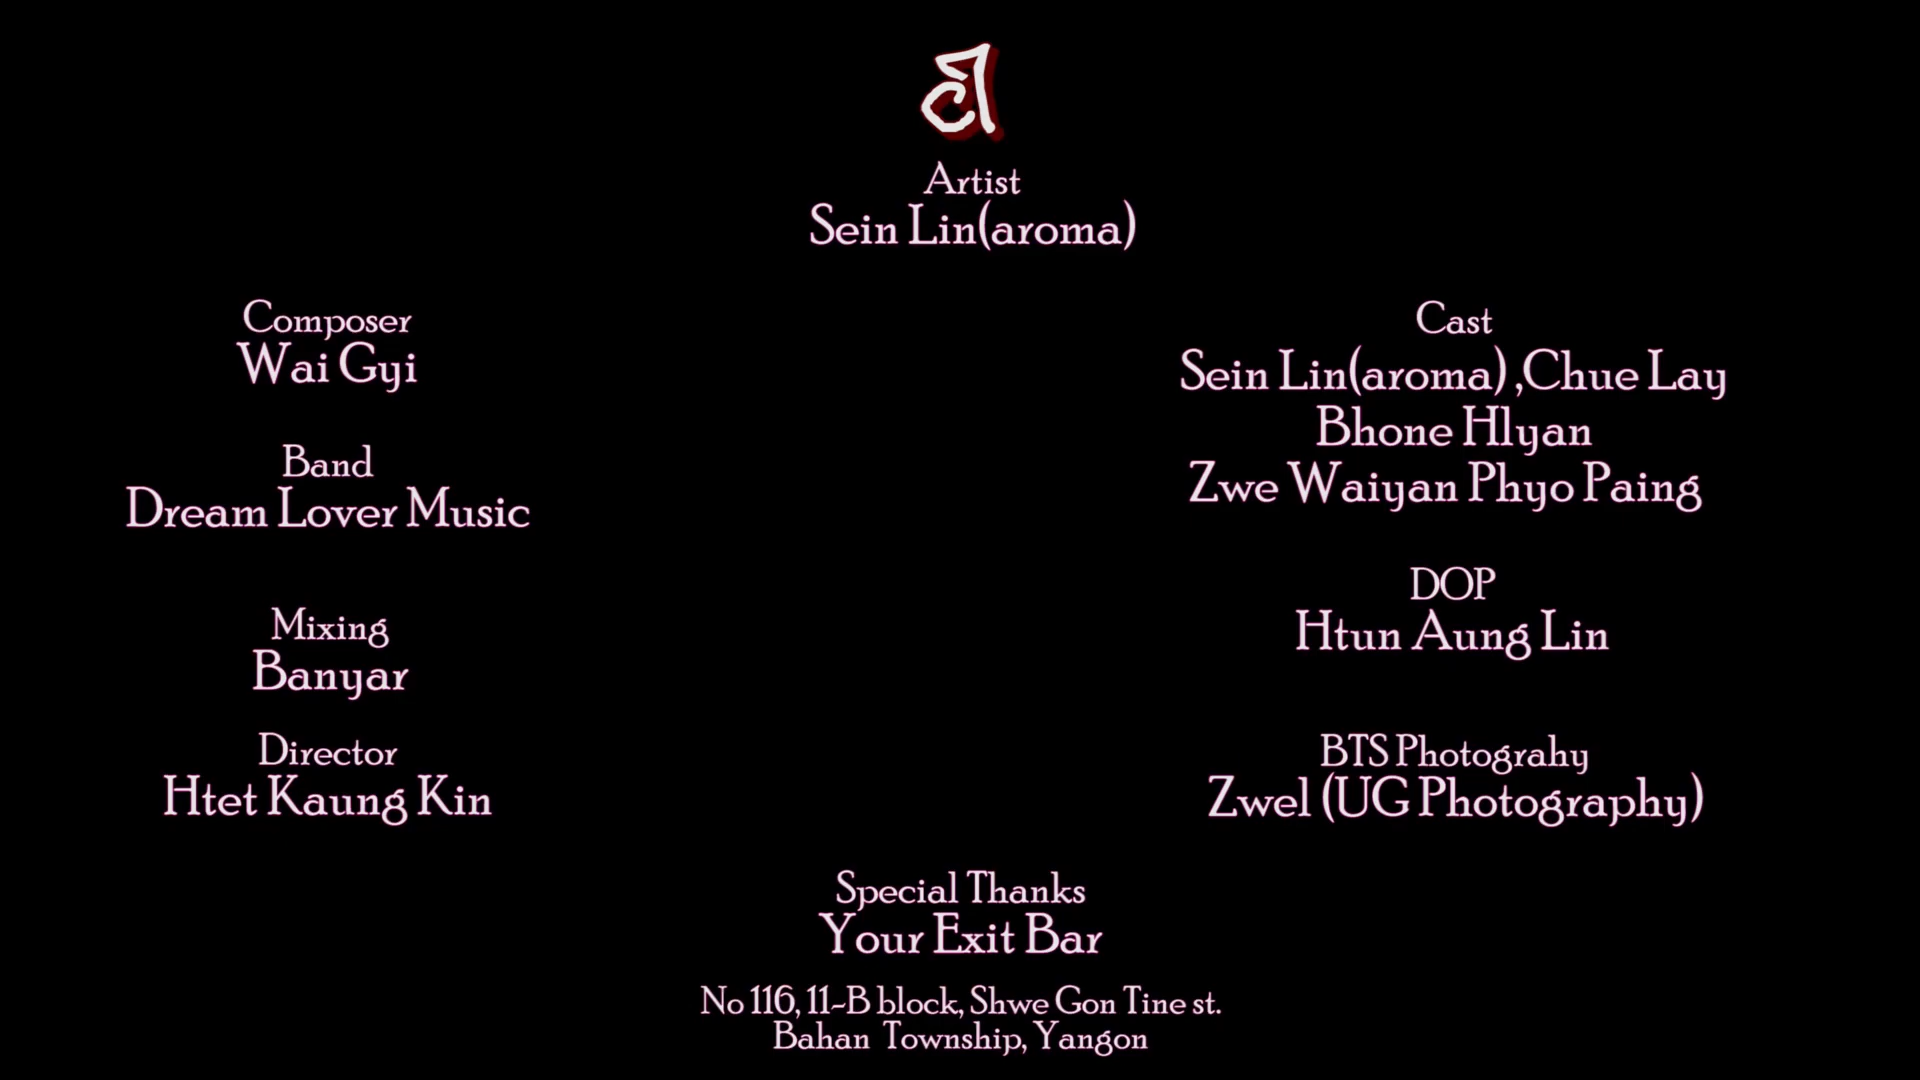 Artist
Sein Lin(aroma)
Composer
Wai Gyi
Band
Dream Lover Music
Mixing
Banyar
Director
Htet Kaung Kin
Cast
Sein Lin(aroma) ,Chue Lay
Bhone Hlyan
Zwe Waiyan Phyo Paing
DOP
Htun Aung Lin
BTS Photograhy
Zwel (UG Photography)
Special Thanks
Your Exit Bar
No 116, 11-B block, Shwe Gon Tine st.
Bahan Township, Yangon